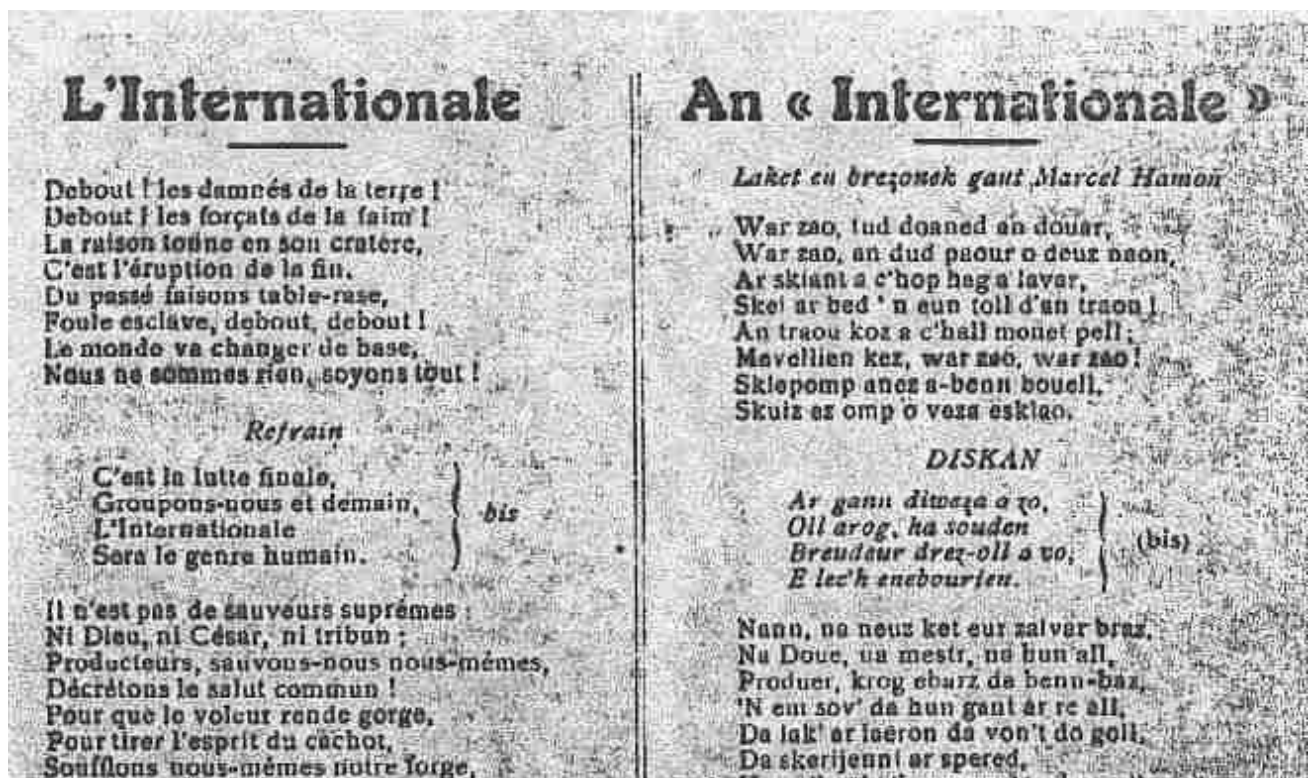 L'Internationale
Debout ! les damnés de la terre !
Debout ! les forçats de la faim !
La raison tonne en son cratère,
C'est l'éruption de la fin.
Du passé faisons table-rase,
Foule esclave, debout, debout !
Le monde va changer de base,
Nous ne sommes rien, soyons tout !
Refrain
C'est la lutte finale,
Groupons-nous et demain,
L'Internationale
Sera le genre humain.
bis
Il n'est pas de sauveurs suprêmes :
Ni Dieu, ni César, ni tribun ;
Producteurs, sauvons-nous nous-mêmes,
Décrétons le salut commun !
Pour que le voleur rende gorge,
Pour tirer l'esprit du cachot,
Soufflons nous-mêmes notre forge,
An « Internationale »
Laket en brezonek gant Marcel Hamon
War zao, tud doaned an douar,
War zao, an dud paour o deuz naon,
Ar skiant a c'hop hag a lavar,
Skei ar bed 'n eun toll d'an traou !
An traou koz a c'hall monet pell ;
Mevellien kez, war zao, war zao !
Sklepomp anez a-benn bouell,
Skuiz ez omp o veza esklao.
DISKAN
Ar gann diweza a zo,
Oll arog, ha souden
Breudeur drez-oll a vo,
E lec'h enebourien.
(bis)
Nann, na neuz ket eur zalver braz,
Na Doue, na mestr, na hun all,
Produer, krog ebarz da benn-baz,
'N em sov' da hun gant ar re all,
Da lak' ar laeron da von't do goll,
Da skarijenni ar spered,